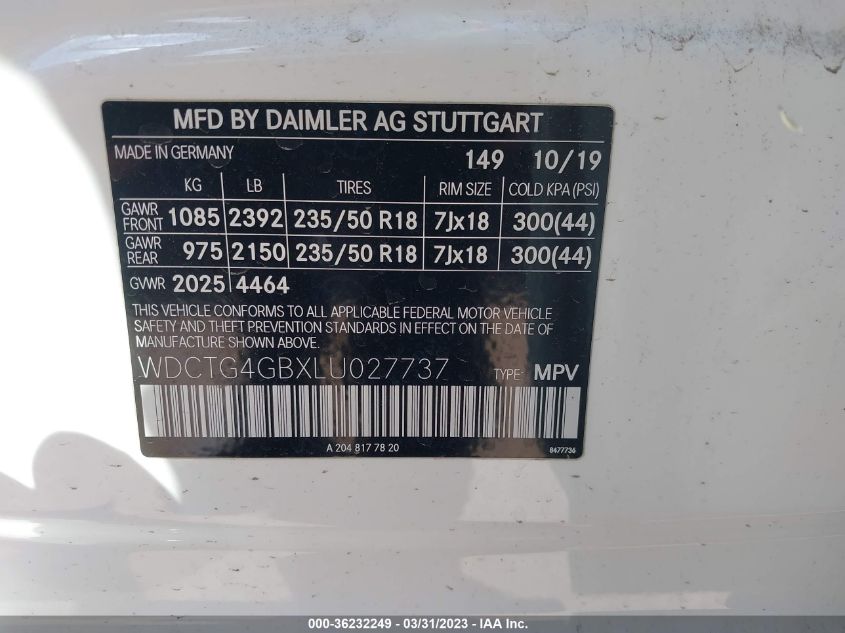 MFD BY DAIMLER AG STUTTGART
MADE IN GERMANY 149 10/19
KG LB TIRES RIM SIZE COLD KPA (PSI)
GAWR FRONT 1085 2392 235/50 R18 7Jx18 300(44)
GAWR REAR 975 2150 235/50 R18 7Jx18 300(44)
GVWR 2025 4464
THIS VEHICLE CONFORMS TO ALL APPLICABLE FEDERAL MOTOR VEHICLE
SAFETY AND THEFT PREVENTION STANDARDS IN EFFECT ON THE DATE OF
MANUFACTURE SHOWN ABOVE.
WDCTG4GBXLU027737 TYPE: MPV
A 204 817 78 20 8477736
000-36232249 - 03/31/2023 - IAA Inc.